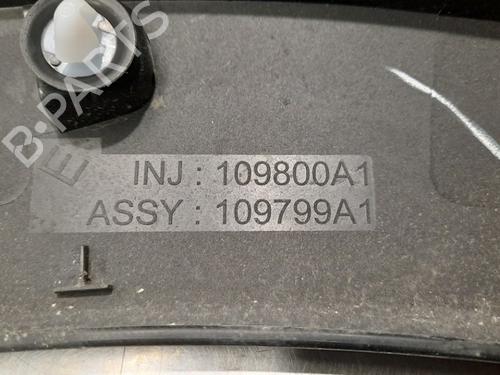 B-PARTS
E
INJ : 109800A1
ASSY : 109799A1